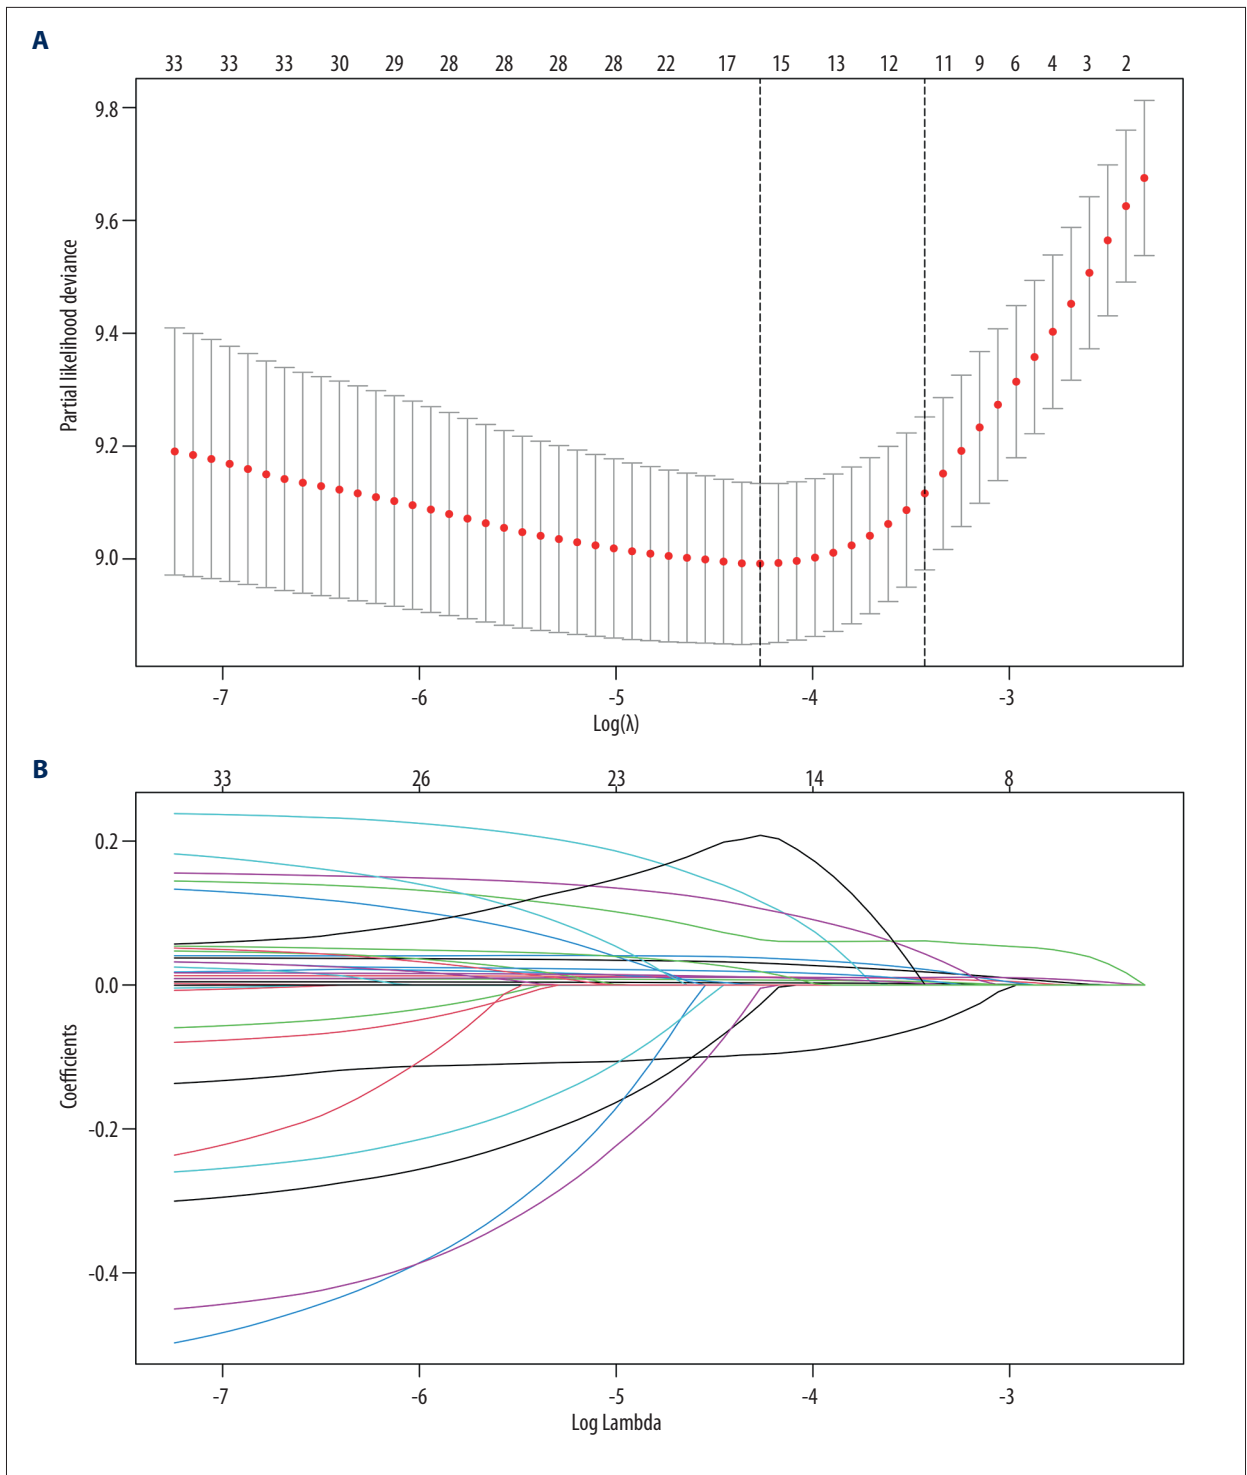 A
33 33 33 30 29 28 28 28 28 22 17 15 13 12 11 9 6 4 3 2
9.8
9.6
9.4
9.2
9.0
Partial likelihood deviance
-7 -6 -5 -4 -3
Log(λ)
B
33 26 23 14 8
0.2
0.0
-0.2
-0.4
Coefficients
-7 -6 -5 -4 -3
Log Lambda